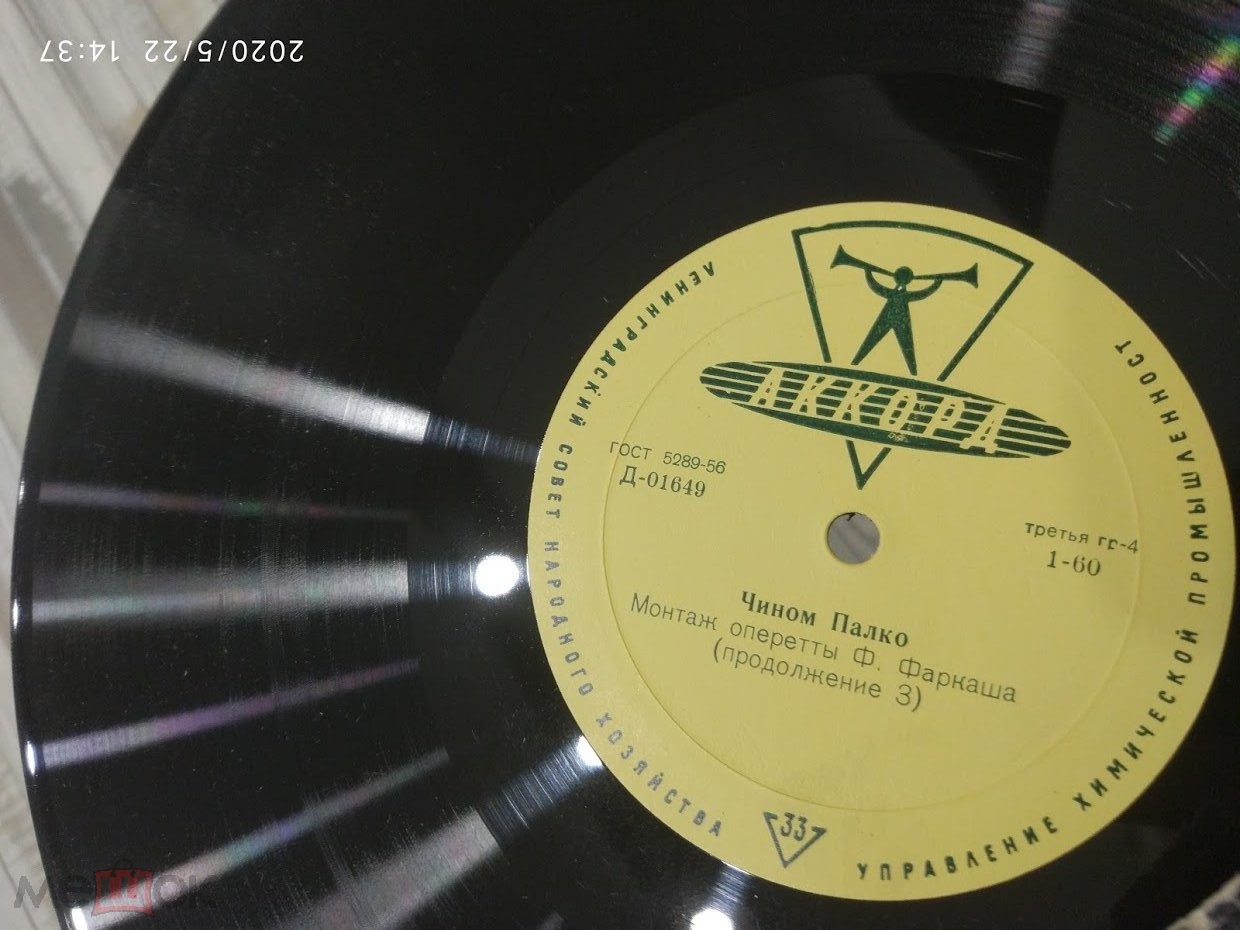 2020/5/22 14:37
ЛЕНИНГРАДСКИЙ СОВЕТ НАРОДНОГО ХОЗЯЙСТВА
УПРАВЛЕНИЕ ХИМИЧЕСКОЙ ПРОМЫШЛЕННОСТ
АККОРД
ГОСТ 5289-56
Д-01649
третья гр-4
1-60
Чином Палко
Монтаж оперетты Ф. Фаркаша
(продолжение 3)
33
мешок